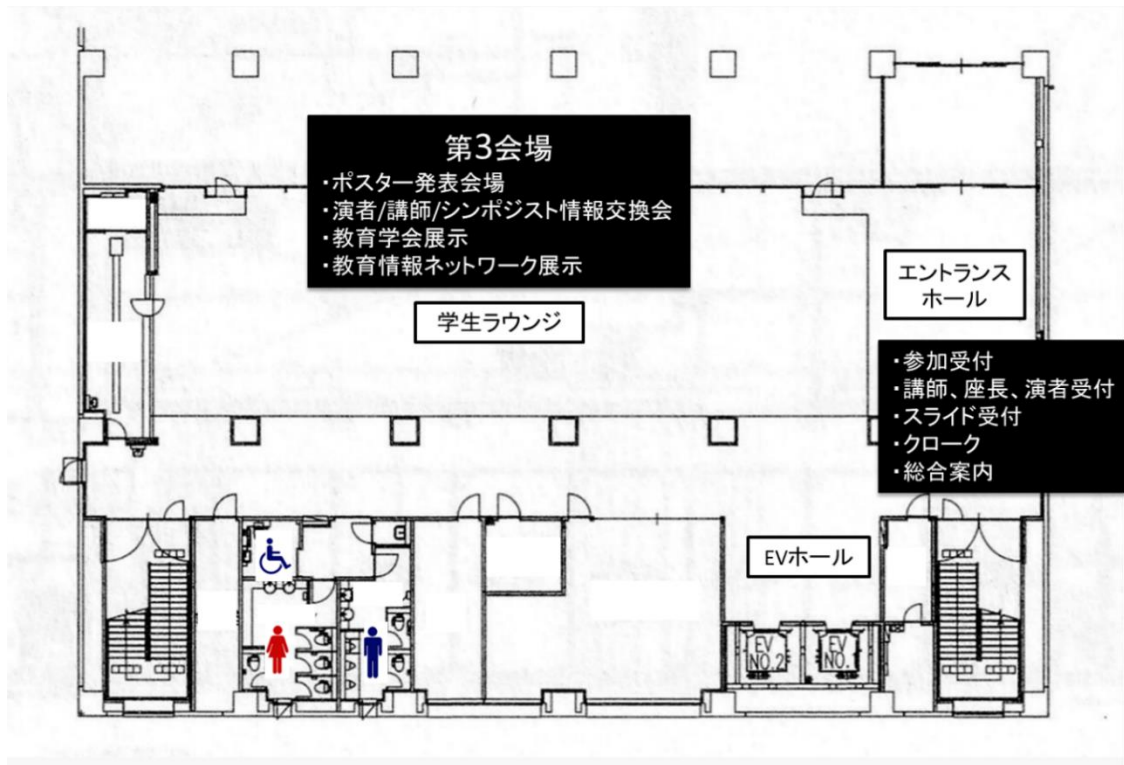 第3会場
・ポスター発表会場
・演者/講師/シンポジスト情報交換会
・教育学会展示
・教育情報ネットワーク展示
エントランス
ホール
学生ラウンジ
・参加受付
・講師、座長、演者受付
・スライド受付
・クローク
・総合案内
EVホール
EV
NO.2
EV
NO.